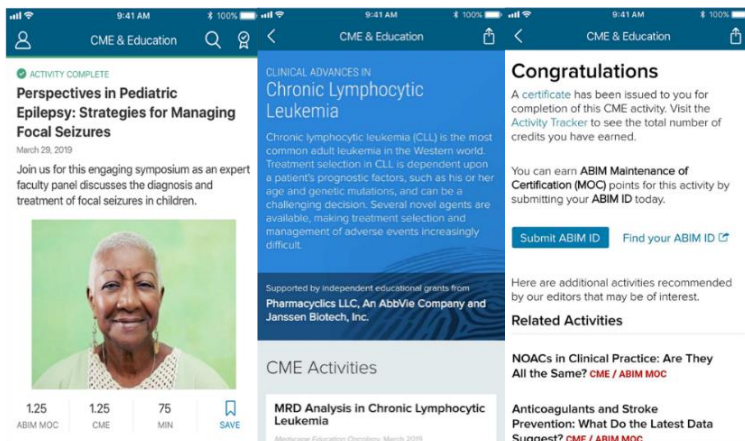 9:41 AM
100%
CME & Education
ACTIVITY COMPLETE
Perspectives in Pediatric
Epilepsy: Strategies for Managing
Focal Seizures
March 29, 2019
Join us for this engaging symposium as an expert
faculty panel discusses the diagnosis and
treatment of focal seizures in children.
1.25
ABIM MOC
1.25
CME
75
MIN
SAVE
9:41 AM
100%
CME & Education
CLINICAL ADVANCES IN
Chronic Lymphocytic
Leukemia
Chronic lymphocytic leukemia (CLL) is the most
common adult leukemia in the Western world.
Treatment selection in CLL is dependent upon
a patient's prognostic factors, such as his or her
age and genetic mutations, and can be a
challenging decision. Several novel agents are
available, making treatment selection and
management of adverse events increasingly
difficult.
Supported by independent educational grants from
Pharmacyclics LLC, An AbbVie Company and
Janssen Biotech, Inc.
CME Activities
MRD Analysis in Chronic Lymphocytic
Leukemia
Medscape Education Oncology, March 2019
9:41 AM
100%
CME & Education
Congratulations
A certificate has been issued to you for
completion of this CME activity. Visit the
Activity Tracker to see the total number of
credits you have earned.
You can earn ABIM Maintenance of
Certification (MOC) points for this activity by
submitting your ABIM ID today.
Submit ABIM ID
Find your ABIM ID
Here are additional activities recommended
by our editors that may be of interest.
Related Activities
NOACs in Clinical Practice: Are They
All the Same? CME / ABIM MOC
Anticoagulants and Stroke
Prevention: What Do the Latest Data
Suggest? CME / ABIM MOC